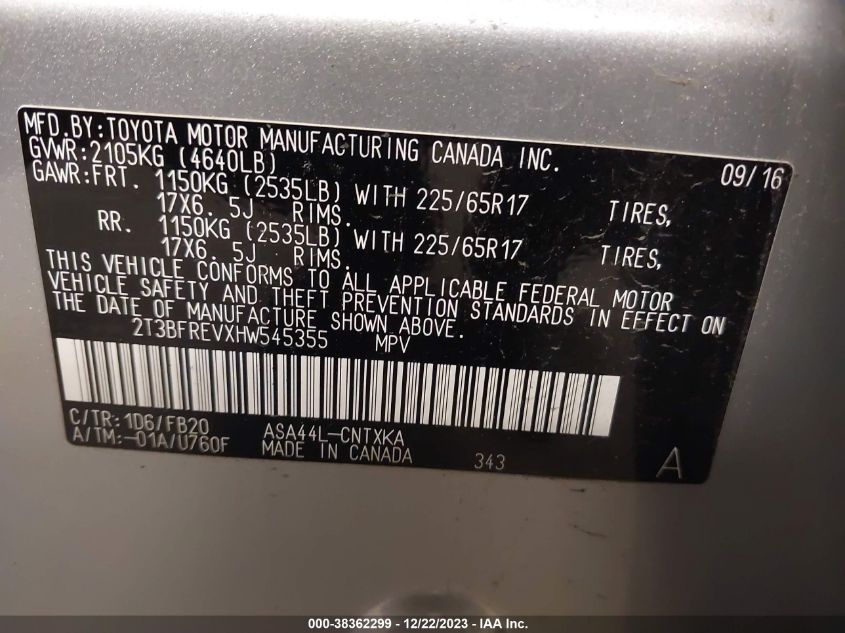 MFD.BY:TOYOTA MOTOR MANUFACTURING CANADA INC.
GVWR:2105KG (4640LB) 09/16
GAWR:FRT. 1150KG (2535LB) WITH 225/65R17 TIRES,
17X6. 5J RIMS.
RR. 1150KG (2535LB) WITH 225/65R17 TIRES,
17X6. 5J RIMS.
THIS VEHICLE CONFORMS TO ALL APPLICABLE FEDERAL MOTOR
VEHICLE SAFETY AND THEFT PREVENTION STANDARDS IN EFFECT ON
THE DATE OF MANUFACTURE SHOWN ABOVE.
2T3BFREVXHW545355 MPV
C/TR:1D6/FB20 ASA44L-CNTXKA
A/TM:-01A/U760F MADE IN CANADA 343 A
000-38362299 - 12/22/2023 - IAA Inc.